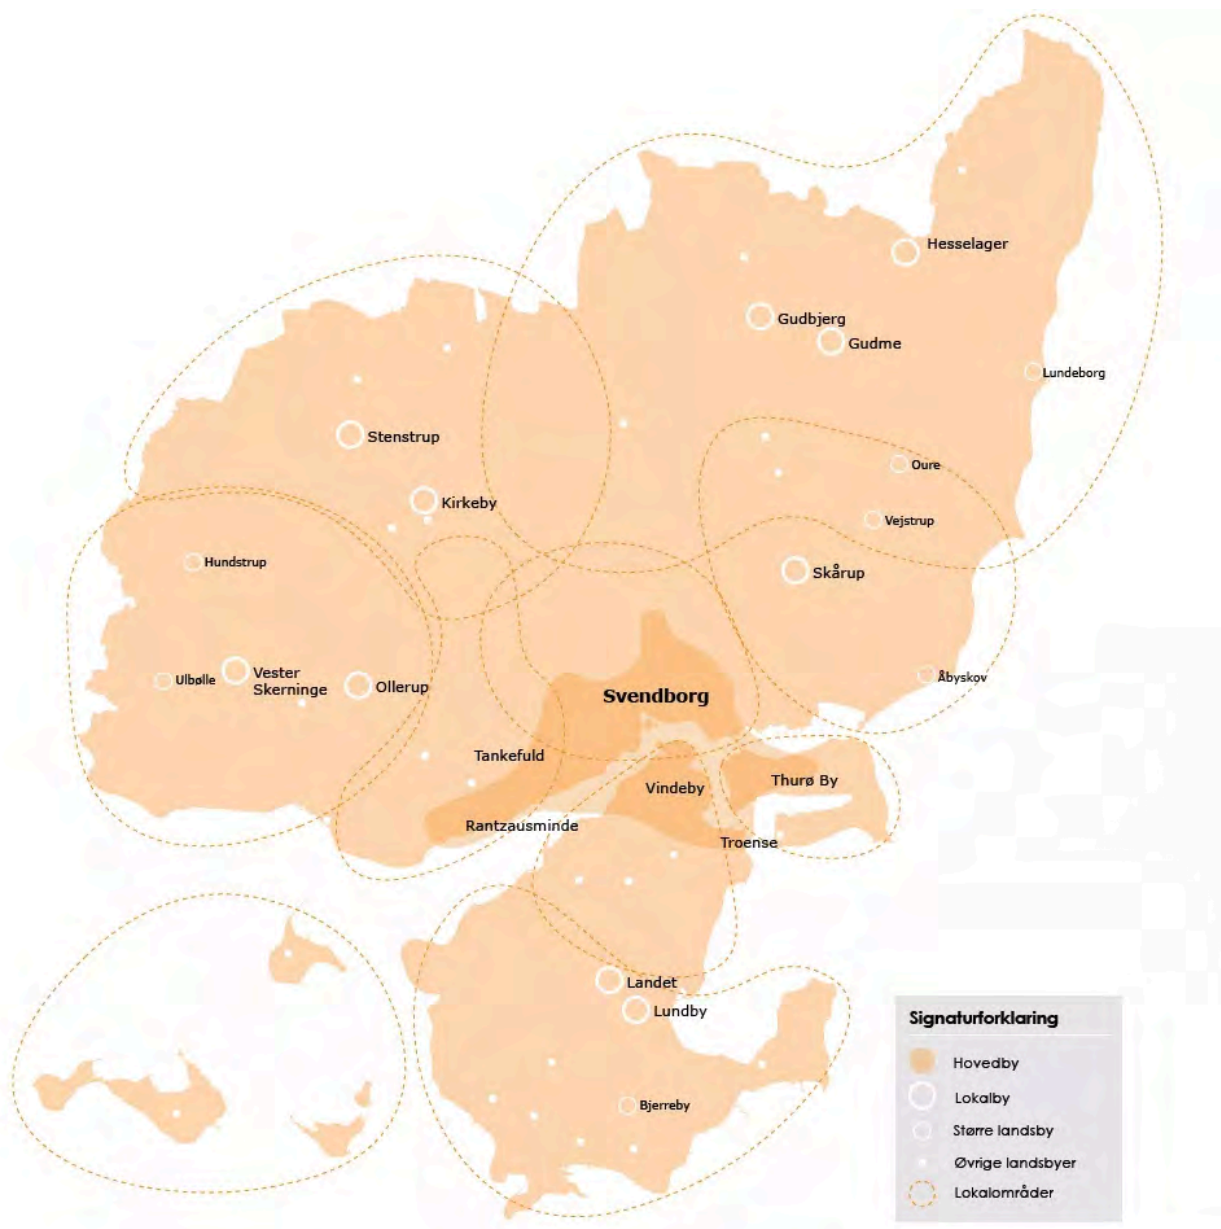 Hesselager
Gudbjerg
Gudme
Lundeborg
Stenstrup
Oure
Kirkeby
Vejstrup
Hundstrup
Skårup
Ulbølle
Vester
Skerninge
Ollerup
Åbyskov
Svendborg
Tankefuld
Vindeby
Thurø By
Rantzausminde
Troense
Landet
Lundby
Bjerreby
Signaturforklaring
Hovedby
Lokalby
Større landsby
Øvrige landsbyer
Lokalområder